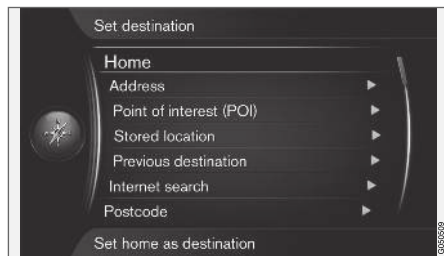 Set destination
Home
Address
Point of interest (POI)
Stored location
Previous destination
Internet search
Postcode
Set home as destination
G050509